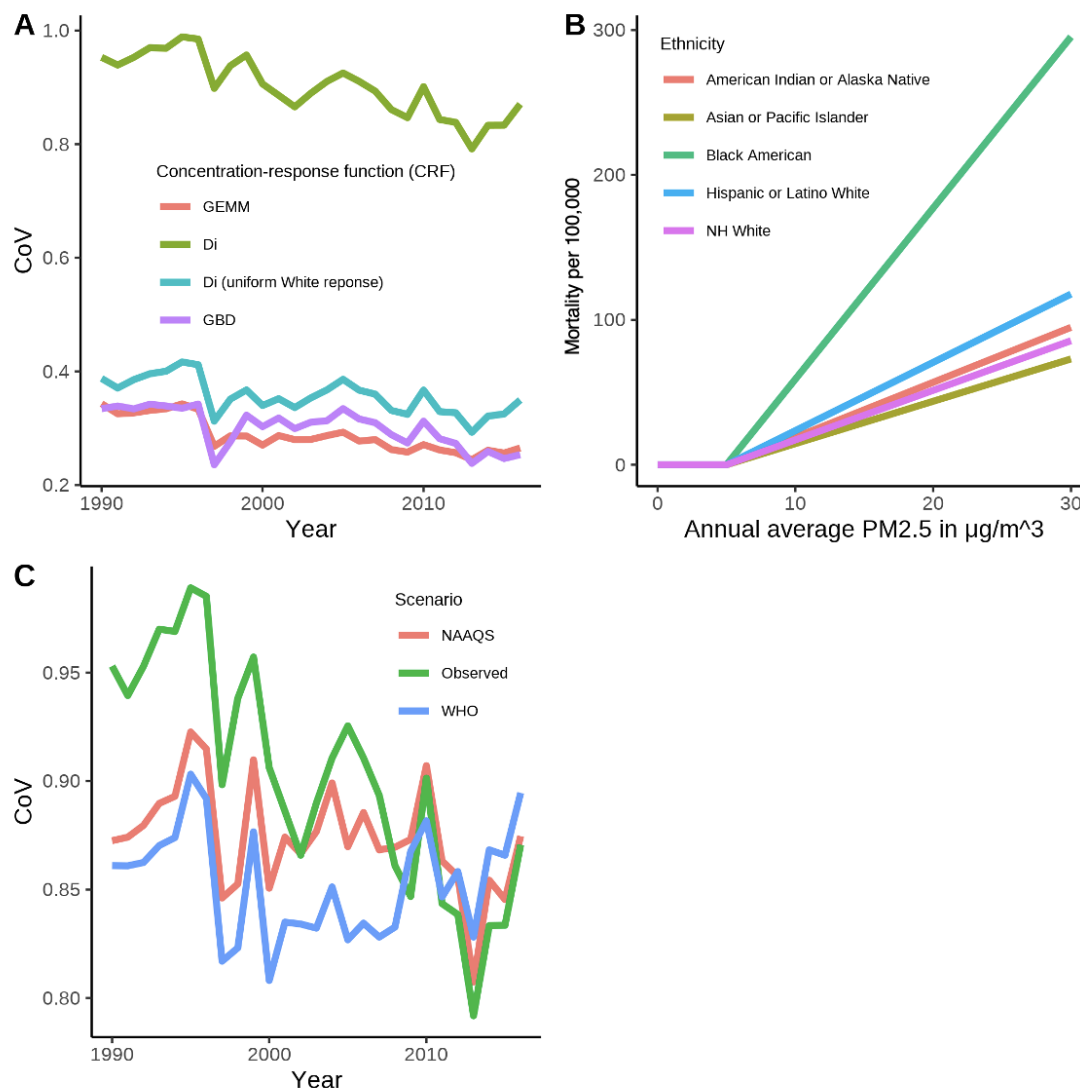 A
1.0
0.8
0.6
0.4
0.2
CoV
Concentration-response function (CRF)
GEMM
Di
Di (uniform White reponse)
GBD
1990 2000 2010
Year
B
300
200
100
0
Mortality per 100,000
Ethnicity
American Indian or Alaska Native
Asian or Pacific Islander
Black American
Hispanic or Latino White
NH White
0 10 20 30
Annual average PM2.5 in µg/m^3
C
0.95
0.90
0.85
0.80
CoV
Scenario
NAAQS
Observed
WHO
1990 2000 2010
Year